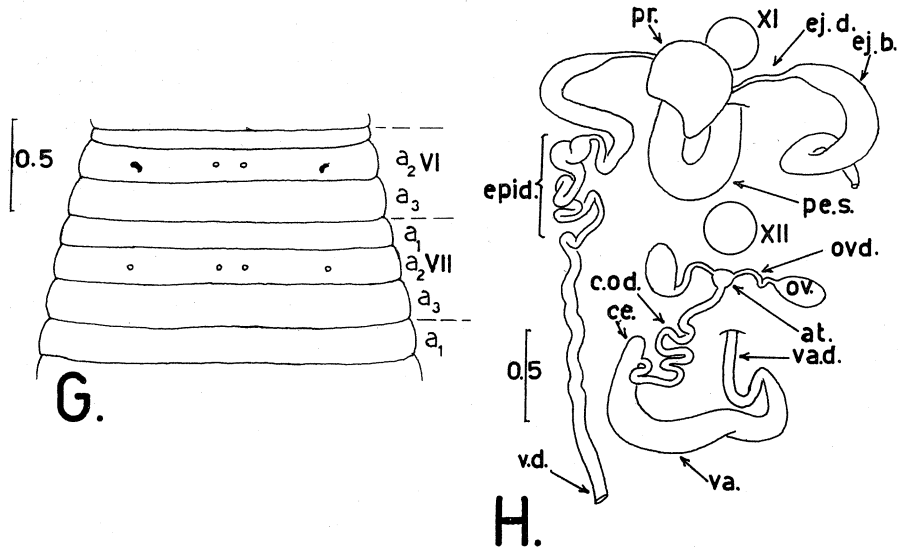 0.5
a2 VI
a3
a1
a2 VII
a3
a1
G.
pr.
XI
ej.d.
ej.b.
epid.
pe.s.
XII
ovd.
c.o.d.
ov.
ce.
at.
va.d.
0.5
v.d.
va.
H.